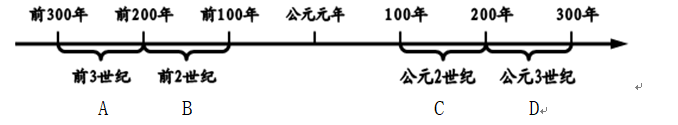 前300年 前200年 前100年 公元元年 100年 200年 300年
前3世纪 前2世纪 公元2世纪 公元3世纪
A B C D